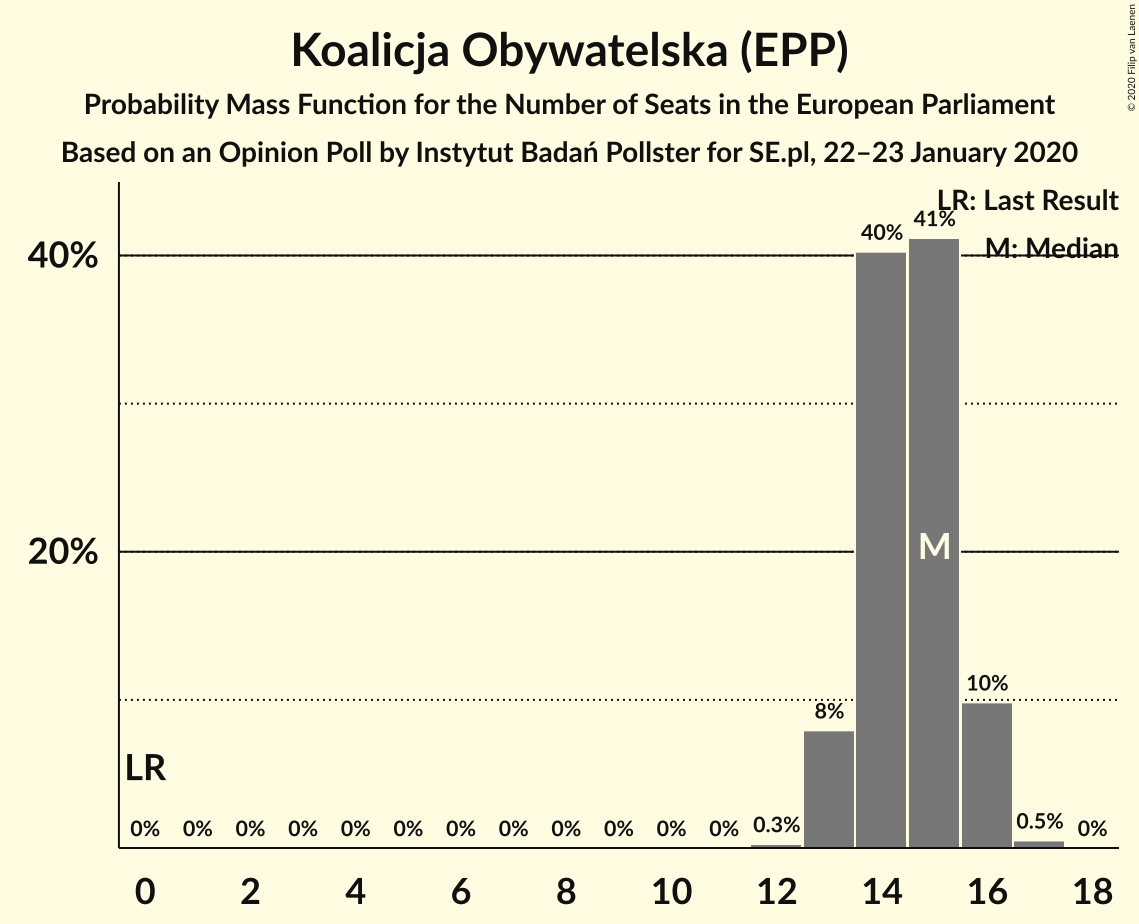 Koalicja Obywatelska (EPP)
Probability Mass Function for the Number of Seats in the European Parliament
Based on an Opinion Poll by Instytut Badań Pollster for SE.pl, 22–23 January 2020
© 2020 Filip van Laenen
LR: Last Result
M: Median
40%
20%
40%
41%
M
10%
8%
LR
0% 0% 0% 0% 0% 0% 0% 0% 0% 0% 0% 0% 0.3% 0.5% 0%
0 2 4 6 8 10 12 14 16 18